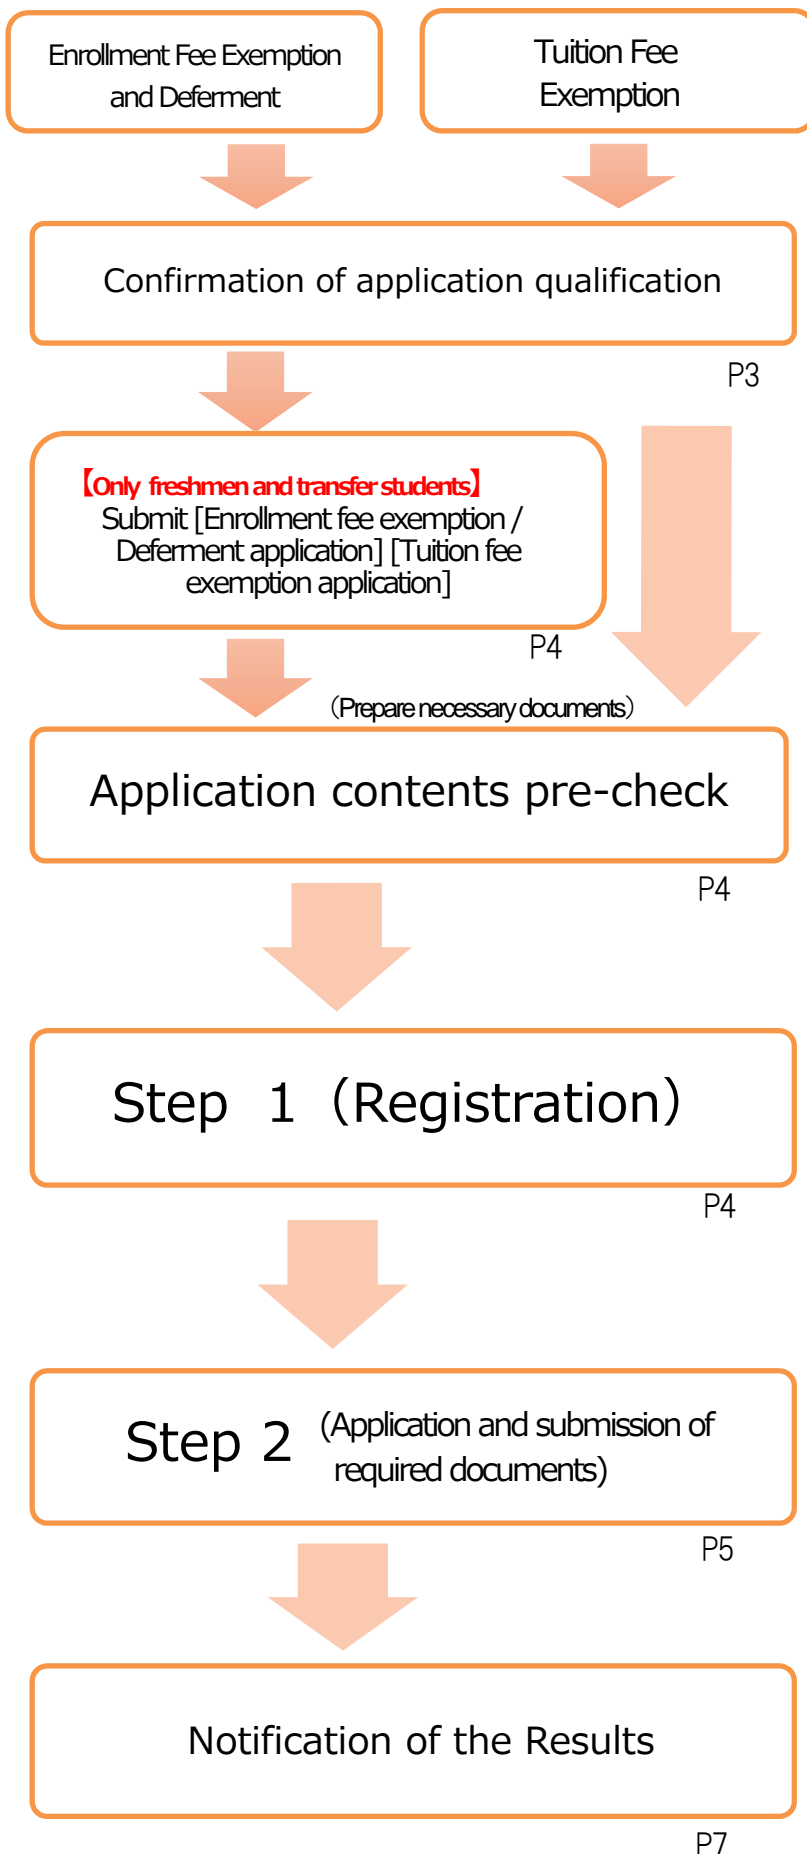 Enrollment Fee Exemption
and Deferment
Tuition Fee
Exemption
Confirmation of application qualification
P3
【Only freshmen and transfer students】
Submit [Enrollment fee exemption /
Deferment application] [Tuition fee
exemption application]
P4
（Prepare necessary documents）
Application contents pre-check
P4
Step 1（Registration）
P4
Step 2 (Application and submission of
required documents)
P5
Notification of the Results
P7